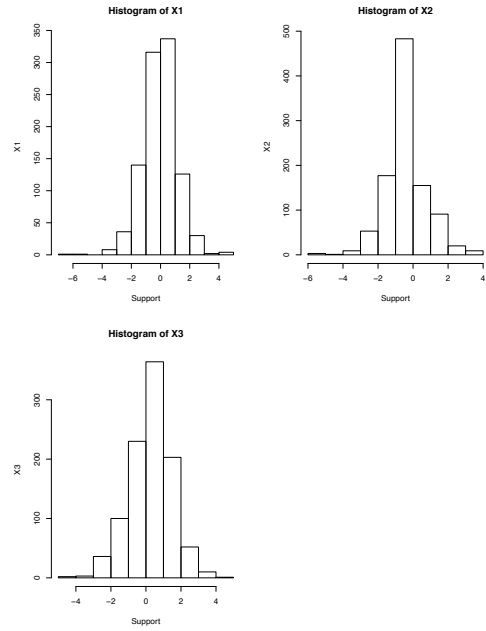 Histogram of X1
X1
0
50
100
150
200
250
300
350
−6 −4 −2 0 2 4
Support
Histogram of X2
X2
0
100
200
300
400
500
−6 −4 −2 0 2 4
Support
Histogram of X3
X3
0
100
200
300
−4 −2 0 2 4
Support